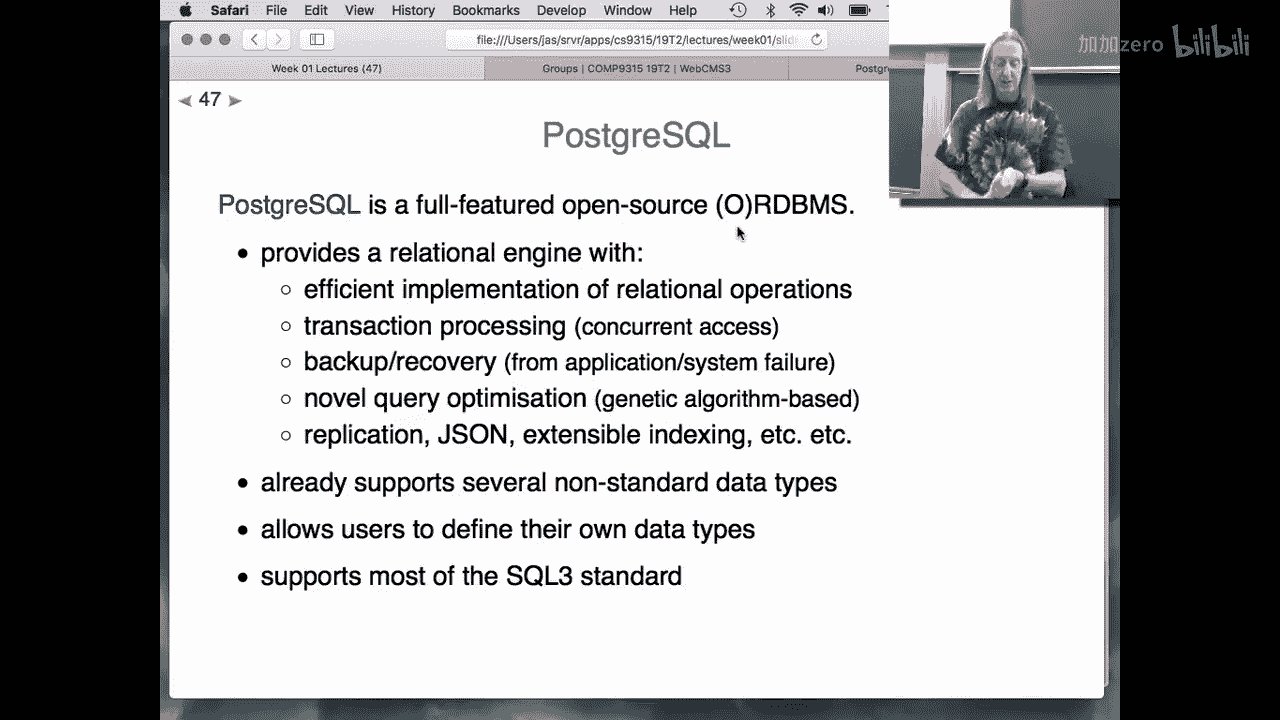 Safari File Edit View History Bookmarks Develop Window Help
加加zero bilibili
file:///Users/jas/srvr/apps/cs9315/19T2/lectures/week01/slid
Week 01 Lectures (47)
Groups | COMP9315 19T2 | WebCMS3
Postgre
47
PostgreSQL
PostgreSQL is a full-featured open-source (O)RDBMS.
• provides a relational engine with:
○ efficient implementation of relational operations
○ transaction processing (concurrent access)
○ backup/recovery (from application/system failure)
○ novel query optimisation (genetic algorithm-based)
○ replication, JSON, extensible indexing, etc. etc.
• already supports several non-standard data types
• allows users to define their own data types
• supports most of the SQL3 standard